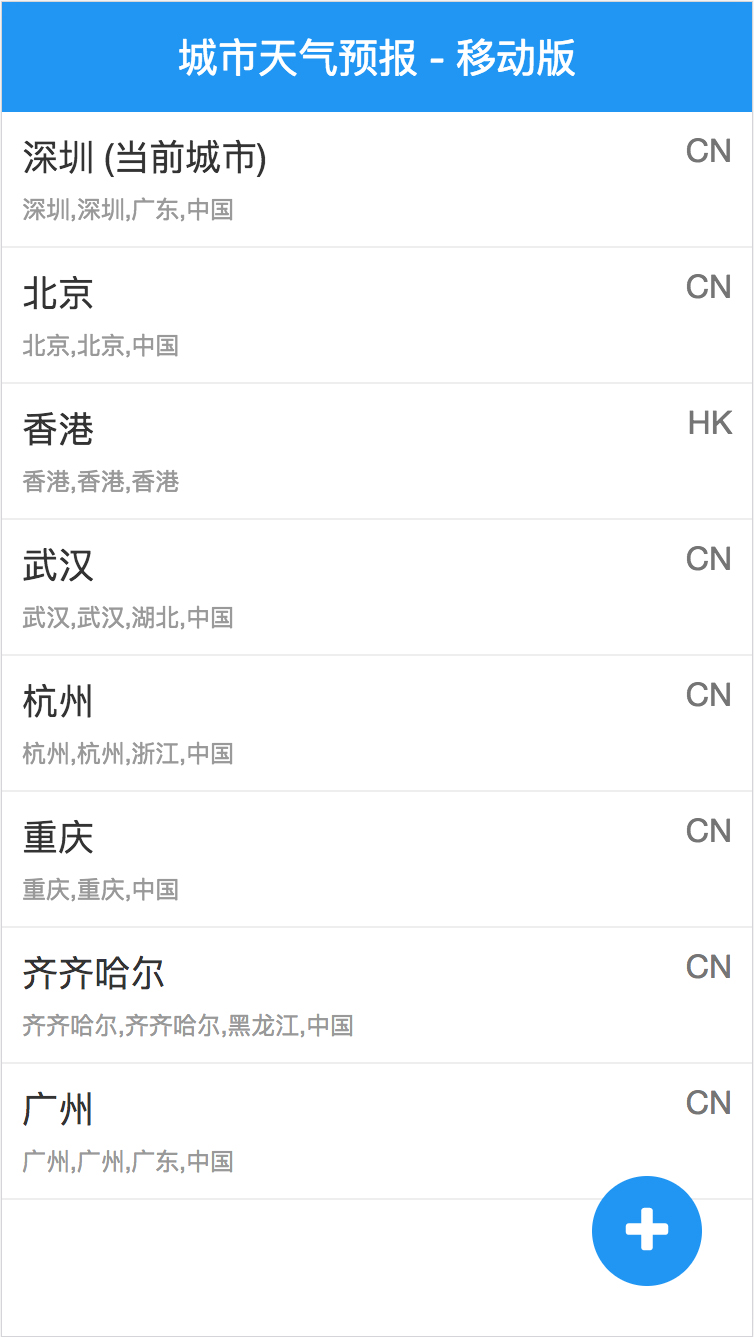 城市天气预报 - 移动版
深圳 (当前城市)
CN
深圳,深圳,广东,中国
北京
CN
北京,北京,中国
香港
HK
香港,香港,香港
武汉
CN
武汉,武汉,湖北,中国
杭州
CN
杭州,杭州,浙江,中国
重庆
CN
重庆,重庆,中国
齐齐哈尔
CN
齐齐哈尔,齐齐哈尔,黑龙江,中国
广州
CN
广州,广州,广东,中国